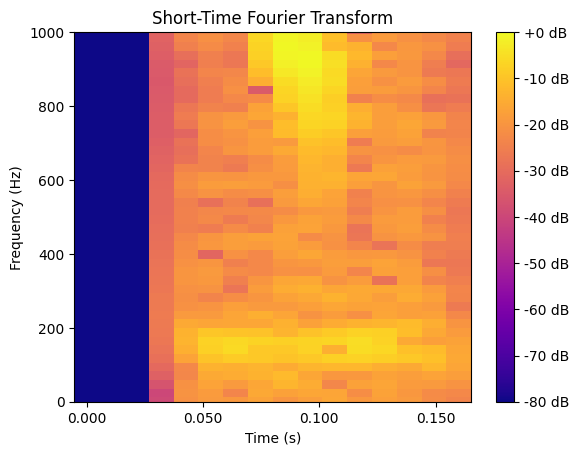 Short-Time Fourier Transform
1000
800
600
400
200
0
Frequency (Hz)
0.000
0.050
0.100
0.150
Time (s)
+0 dB
-10 dB
-20 dB
-30 dB
-40 dB
-50 dB
-60 dB
-70 dB
-80 dB